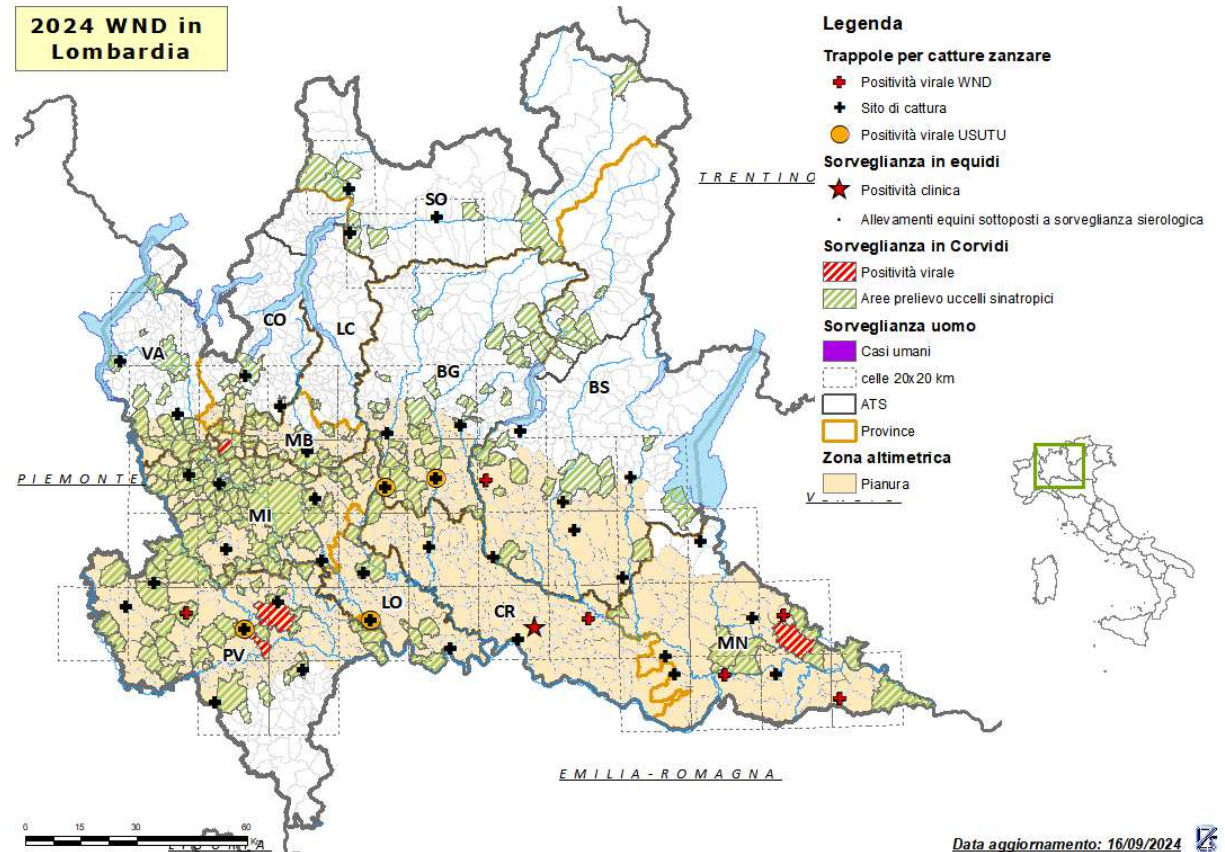 2024 WND in
Lombardia
Legenda
Trappole per catture zanzare
Positività virale WND
Sito di cattura
Positività virale USUTU
Sorveglianza in equidi
Positività clinica
Allevamenti equini sottoposti a sorveglianza sierologica
Sorveglianza in Corvidi
Positività virale
Aree prelievo uccelli sinatropici
Sorveglianza uomo
Casi umani
celle 20x20 km
ATS
Province
Zona altimetrica
Pianura
TRENTINO
SO
CO
LC
VA
BG
BS
MB
PIEMONTE
MI
LO
CR
MN
PV
EMILIA-ROMAGNA
0 15 30 60
Km
Data aggiornamento: 16/09/2024